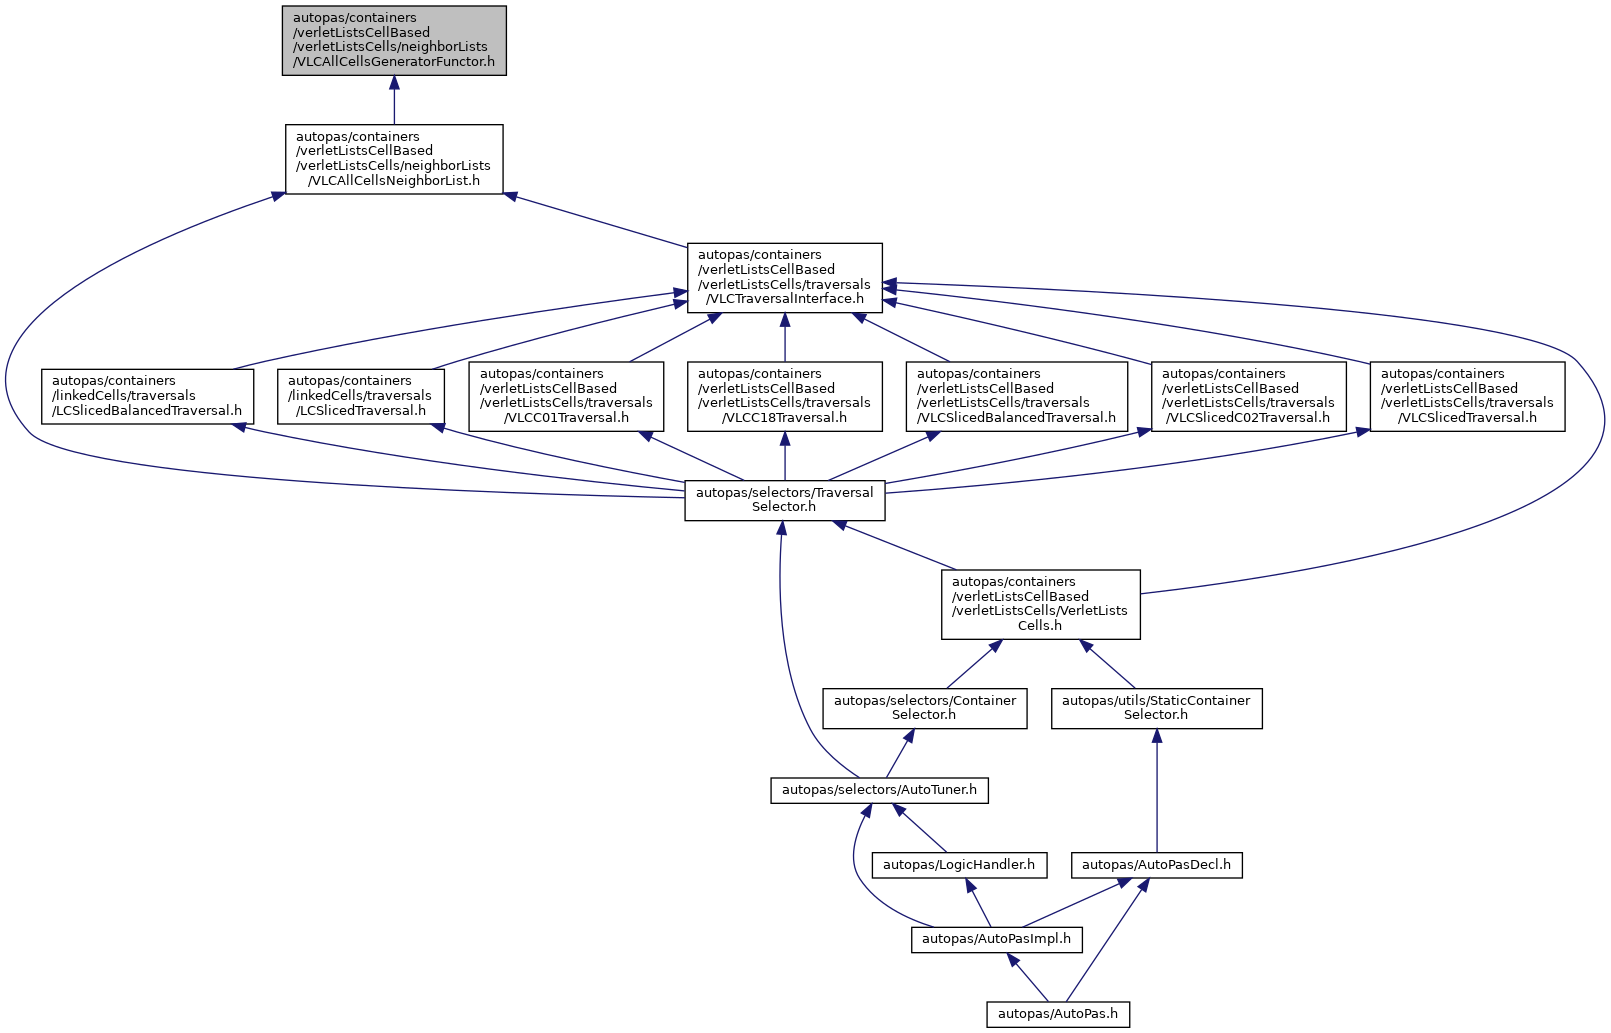 autopas/containers
/verletListsCellBased
/verletListsCells/neighborLists
/VLCAllCellsGeneratorFunctor.h
autopas/containers
/verletListsCellBased
/verletListsCells/neighborLists
/VLCAllCellsNeighborList.h
autopas/containers
/verletListsCellBased
/verletListsCells/traversals
/VLCTraversalInterface.h
autopas/containers
/linkedCells/traversals
/LCSlicedBalancedTraversal.h
autopas/containers
/linkedCells/traversals
/LCSlicedTraversal.h
autopas/containers
/verletListsCellBased
/verletListsCells/traversals
/VLCC01Traversal.h
autopas/containers
/verletListsCellBased
/verletListsCells/traversals
/VLCC18Traversal.h
autopas/containers
/verletListsCellBased
/verletListsCells/traversals
/VLCSlicedBalancedTraversal.h
autopas/containers
/verletListsCellBased
/verletListsCells/traversals
/VLCSlicedC02Traversal.h
autopas/containers
/verletListsCellBased
/verletListsCells/traversals
/VLCSlicedTraversal.h
autopas/selectors/Traversal
Selector.h
autopas/containers
/verletListsCellBased
/verletListsCells/VerletLists
Cells.h
autopas/selectors/Container
Selector.h
autopas/utils/StaticContainer
Selector.h
autopas/selectors/AutoTuner.h
autopas/LogicHandler.h
autopas/AutoPasDecl.h
autopas/AutoPasImpl.h
autopas/AutoPas.h